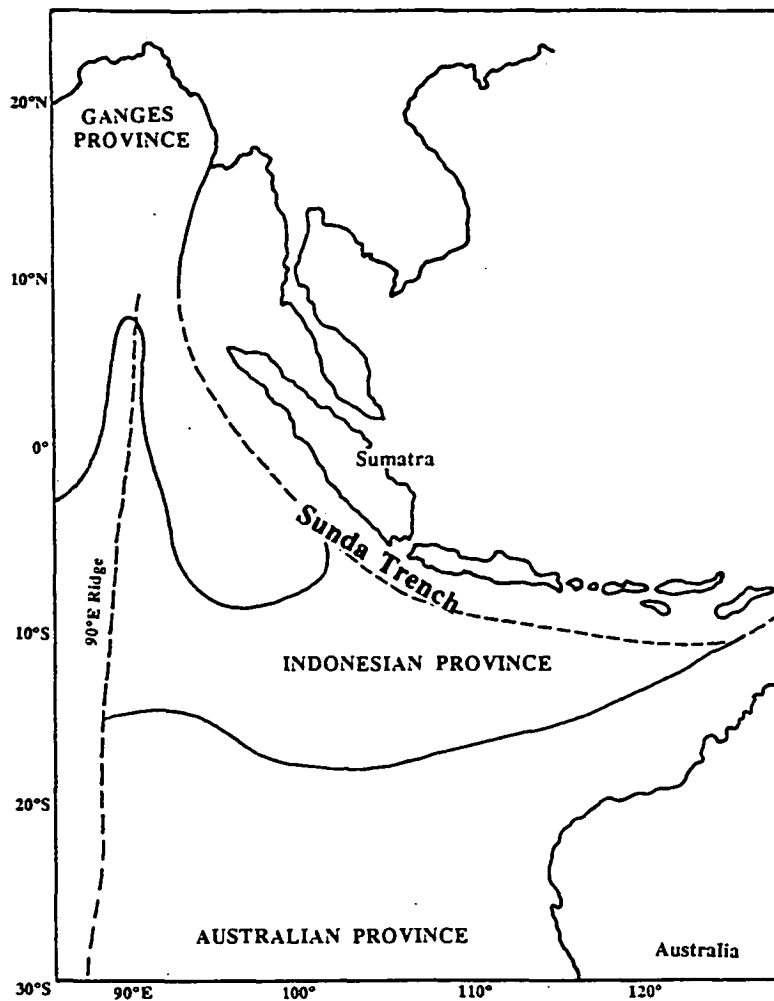 20°N
GANGES
PROVINCE
10°N
0°
Sumatra
Sunda Trench
90°E Ridge
10°S
INDONESIAN PROVINCE
20°S
AUSTRALIAN PROVINCE
Australia
30°S
90°E
100°
110°
120°